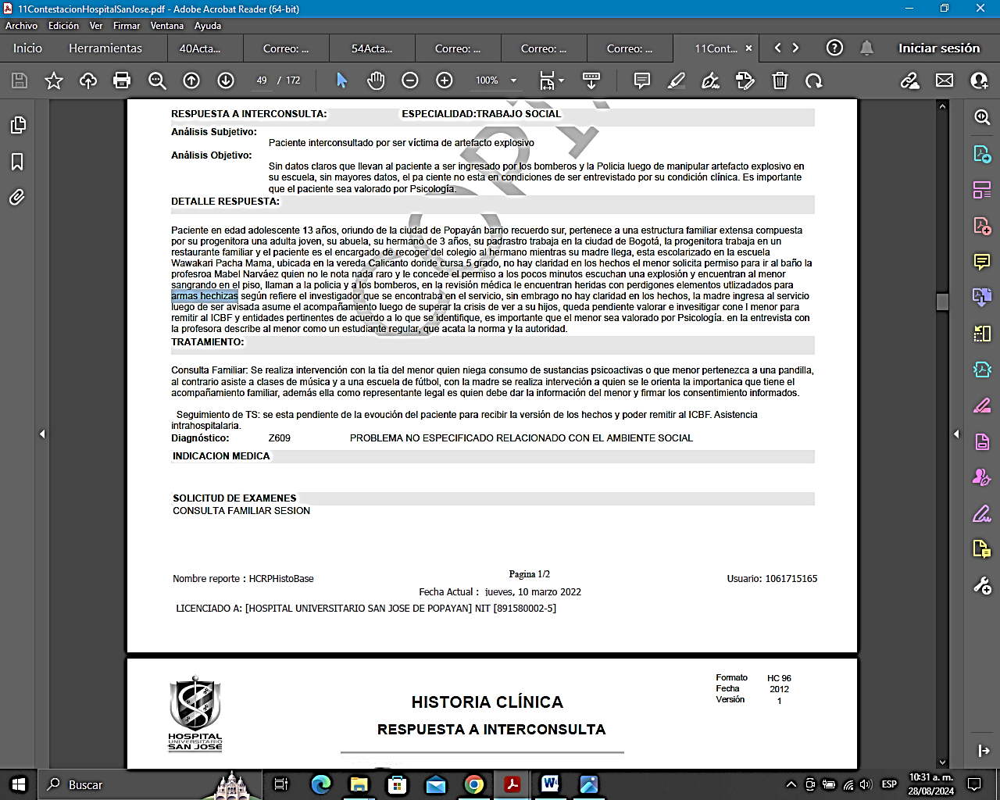 11ContestacionHospitalSanJose.pdf - Adobe Acrobat Reader (64-bit)
Archivo Edición Ver Firmar Ventana Ayuda
Inicio Herramientas 40Acta... Correo: ... 54Acta... Correo: ... Correo: ... Correo: ... 11Cont... Iniciar sesión
49 / 172 100%
COPY
RESPUESTA A INTERCONSULTA: ESPECIALIDAD:TRABAJO SOCIAL
Análisis Subjetivo:
Paciente interconsultado por ser víctima de artefacto explosivo
Análisis Objetivo:
Sin datos claros que llevan al paciente a ser ingresado por los bomberos y la Policia luego de manipular artefacto explosivo en
su escuela, sin mayores datos, el pa ciente no esta en condiciones de ser entrevistado por su condición clínica. Es importante
que el paciente sea valorado por Psicología.
DETALLE RESPUESTA:
Paciente en edad adolescente 13 años, oriundo de la ciudad de Popayán barrio recuerdo sur, pertenece a una estructura familiar extensa compuesta
por su progenitora una adulta joven, su abuela, su hermano de 3 años, su padrastro trabaja en la ciudad de Bogotá, la progenitora trabaja en un
restaurante familiar y el paciente es el encargado de recoger del colegio al hermano mientras su madre llega, esta escolarizado en la escuela
Wawakari Pacha Mama, ubicada en la vereda Calicanto donde cursa 5 grado, no hay claridad en los hechos el menor solicita permiso para ir al baño la
profesroa Mabel Narváez quien no le nota nada raro y le concede el permiso a los pocos minutos escuchan una explosión y encuentran al menor
sangrando en el piso, llaman a la policia y a los bomberos, en la revisión médica le encuentran heridas con perdigones elementos utlizadados para
armas hechizas según refiere el investigador que se encontraba en el servicio, sin embrago no hay claridad en los hechos, la madre ingresa al servicio
luego de ser avisada asume el acompañamiento luego de superar la crisis de ver a su hijos, queda pendiente valorar e investigar cone l menor para
remitir al ICBF y entidades pertinentes de acuerdo a lo que se identifique, es importante que el menor sea valorado por Psicología. en la entrevista con
la profesora describe al menor como un estudiante regular, que acata la norma y la autoridad.
TRATAMIENTO:
Consulta Familiar: Se realiza intervención con la tía del menor quien niega consumo de sustancias psicoactivas o que menor pertenezca a una pandilla,
al contrario asiste a clases de música y a una escuela de fútbol, con la madre se realiza interveción a quien se le orienta la importanica que tiene el
acompañamiento familiar, además ella como representante legal es quien debe dar la información del menor y firmar los consentimiento informados.
Seguimiento de TS: se esta pendiente de la evoución del paciente para recibir la versión de los hechos y poder remitir al ICBF. Asistencia
intrahospitalaria.
Diagnóstico: Z609 PROBLEMA NO ESPECIFICADO RELACIONADO CON EL AMBIENTE SOCIAL
INDICACION MEDICA
SOLICITUD DE EXAMENES
CONSULTA FAMILIAR SESION
Pagina 1/2
Nombre reporte : HCRPHistoBase Usuario: 1061715165
Fecha Actual : jueves, 10 marzo 2022
LICENCIADO A: [HOSPITAL UNIVERSITARIO SAN JOSE DE POPAYAN] NIT [891580002-5]
Formato HC 96
Fecha 2012
Versión 1
HISTORIA CLÍNICA
RESPUESTA A INTERCONSULTA
HOSPITAL
UNIVERSITARIO
SAN JOSE
Buscar
ESP
10:31 a. m.
28/08/2024